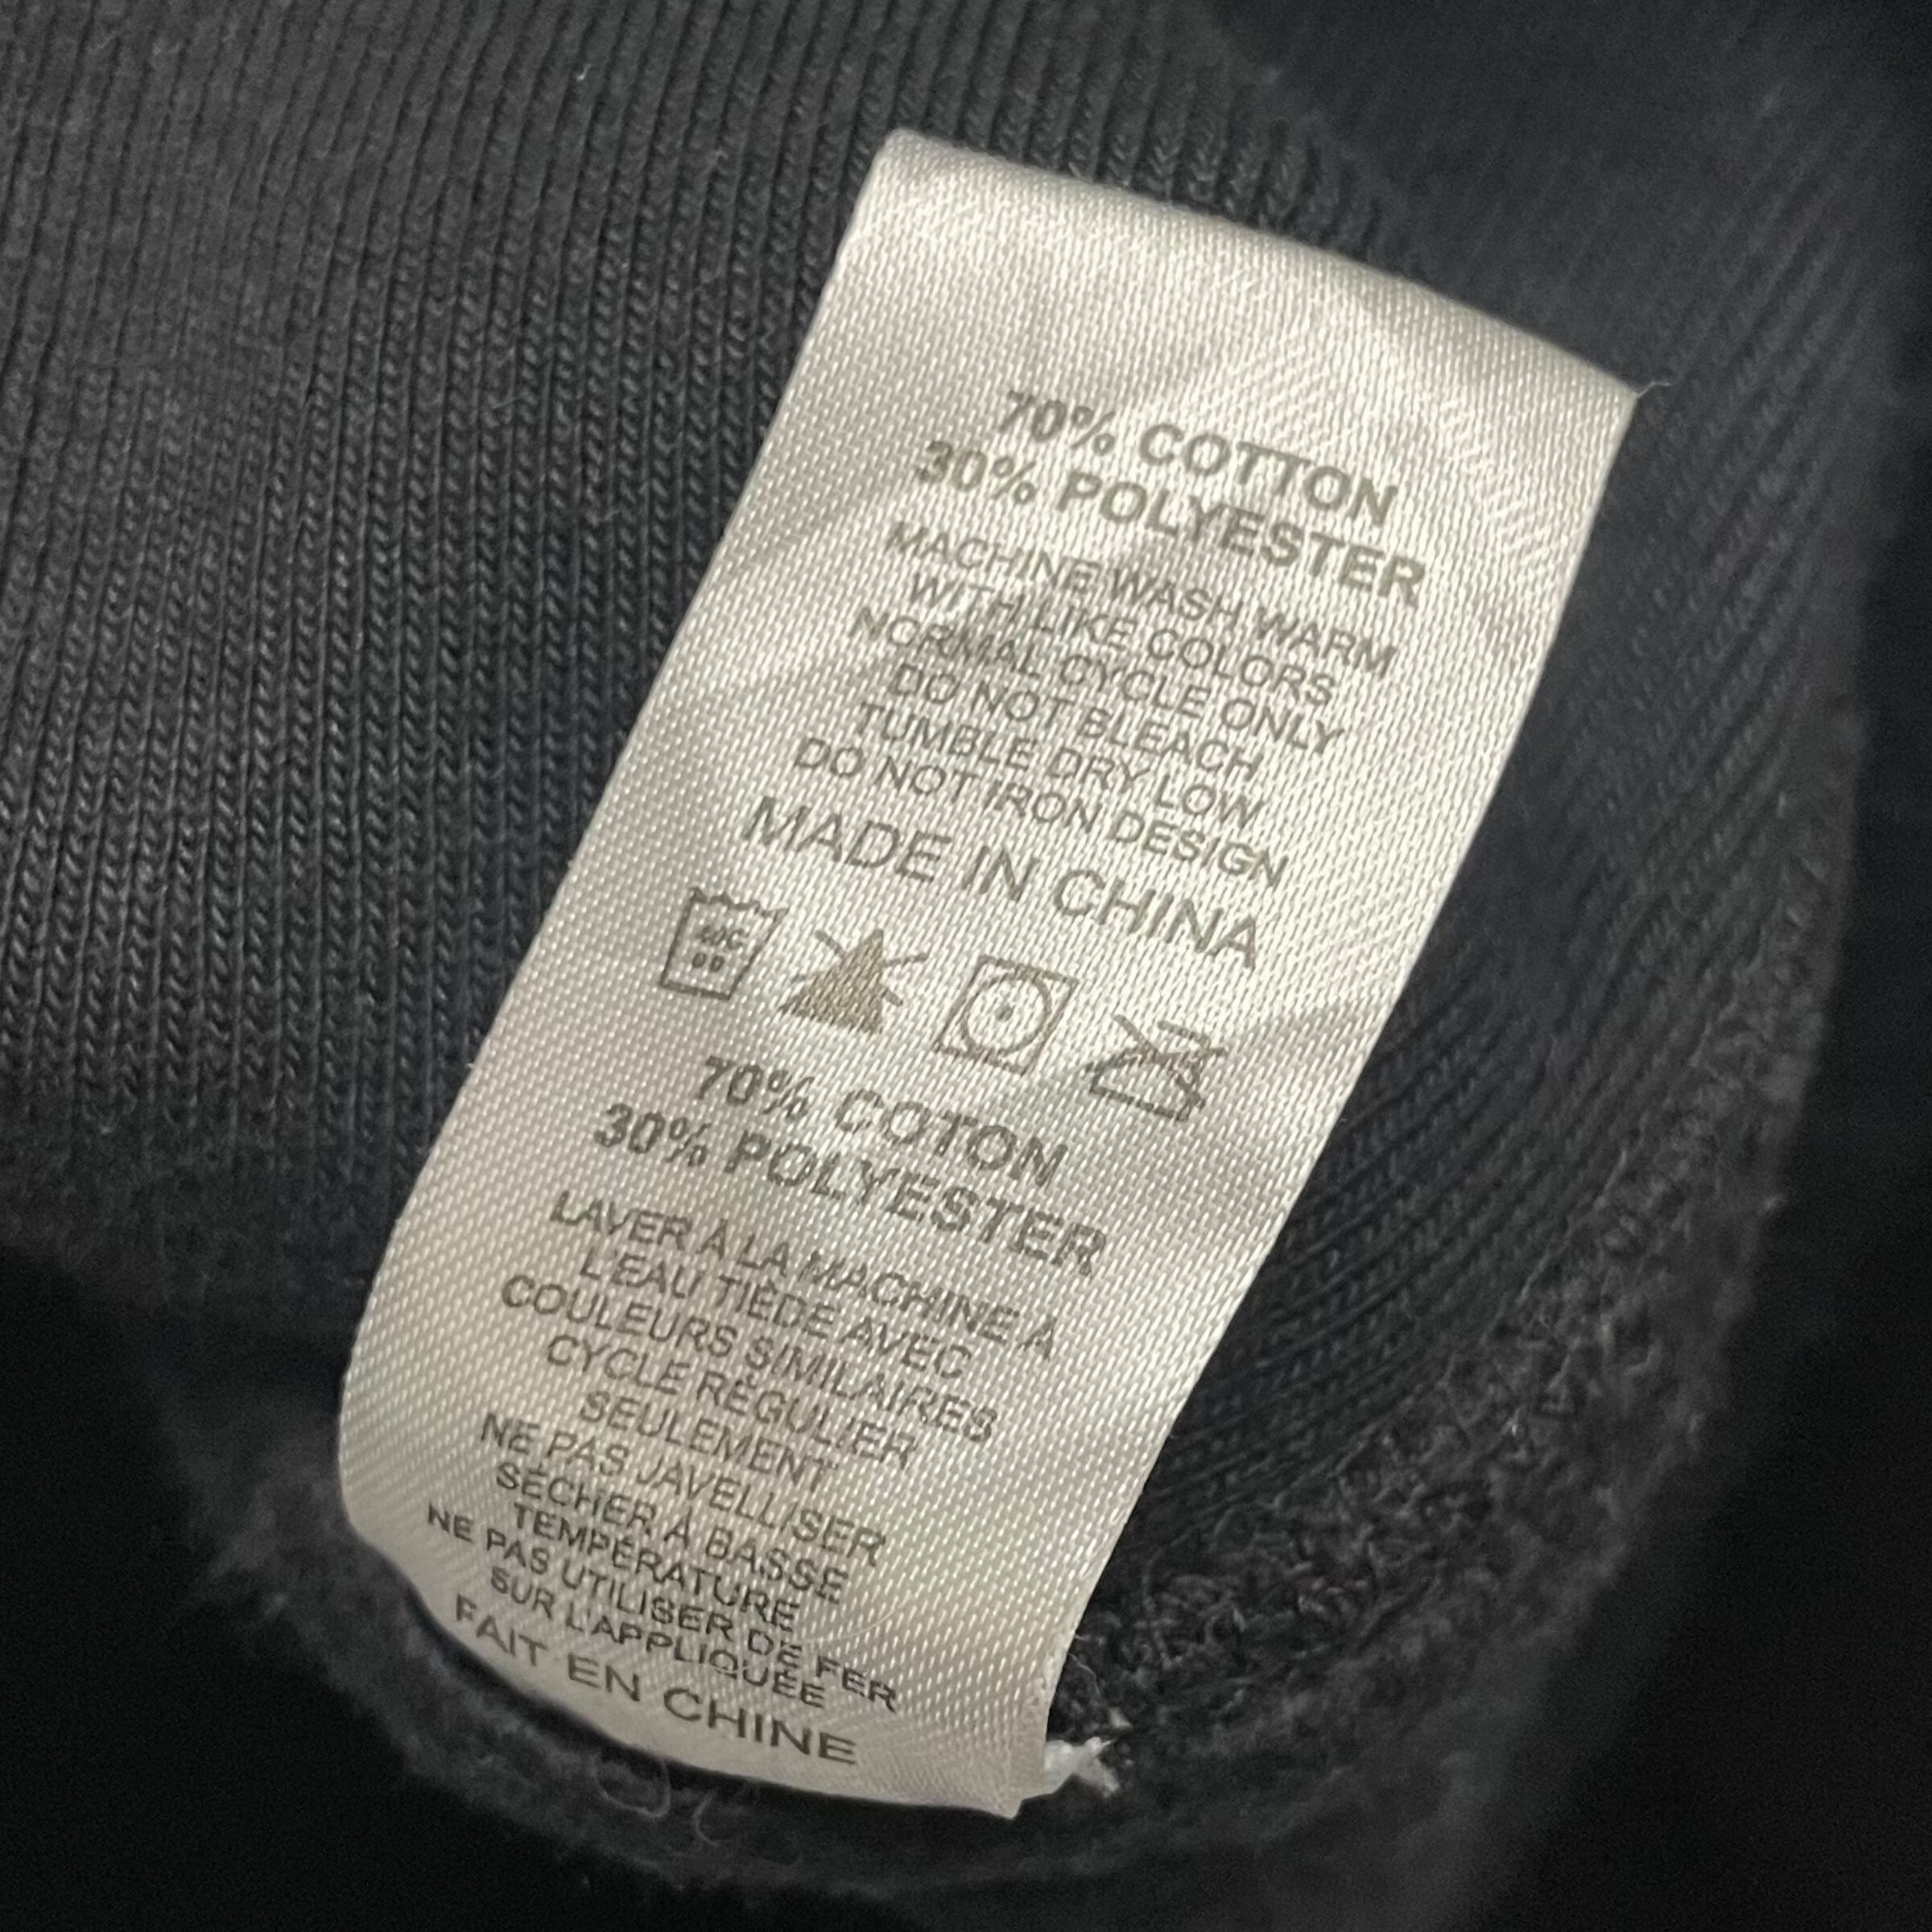 70% COTTON
30% POLYESTER
MACHINE WASH WARM
WITH LIKE COLORS
NORMAL CYCLE ONLY
DO NOT BLEACH
TUMBLE DRY LOW
DO NOT IRON DESIGN
MADE IN CHINA
70% COTON
30% POLYESTER
LAVER À LA MACHINE À
L'EAU TIÈDE AVEC
COULEURS SIMILAIRES
CYCLE RÉGULIER
SEULEMENT
NE PAS JAVELLISER
SÉCHER À BASSE
TEMPÉRATURE
NE PAS UTILISER DE FER
SUR L'APPLIQUÉE
FAIT EN CHINE